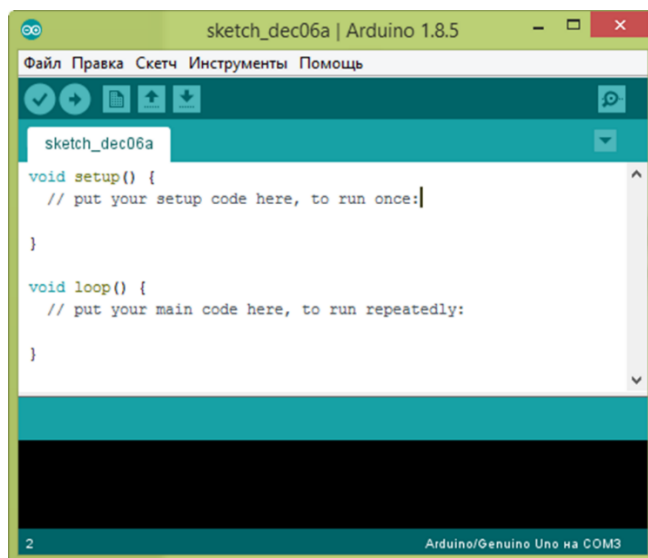 sketch_dec06a | Arduino 1.8.5
Файл Правка Скетч Инструменты Помощь
sketch_dec06a
void setup() {
// put your setup code here, to run once:
}
void loop() {
// put your main code here, to run repeatedly:
}
2 Arduino/Genuino Uno на COM3